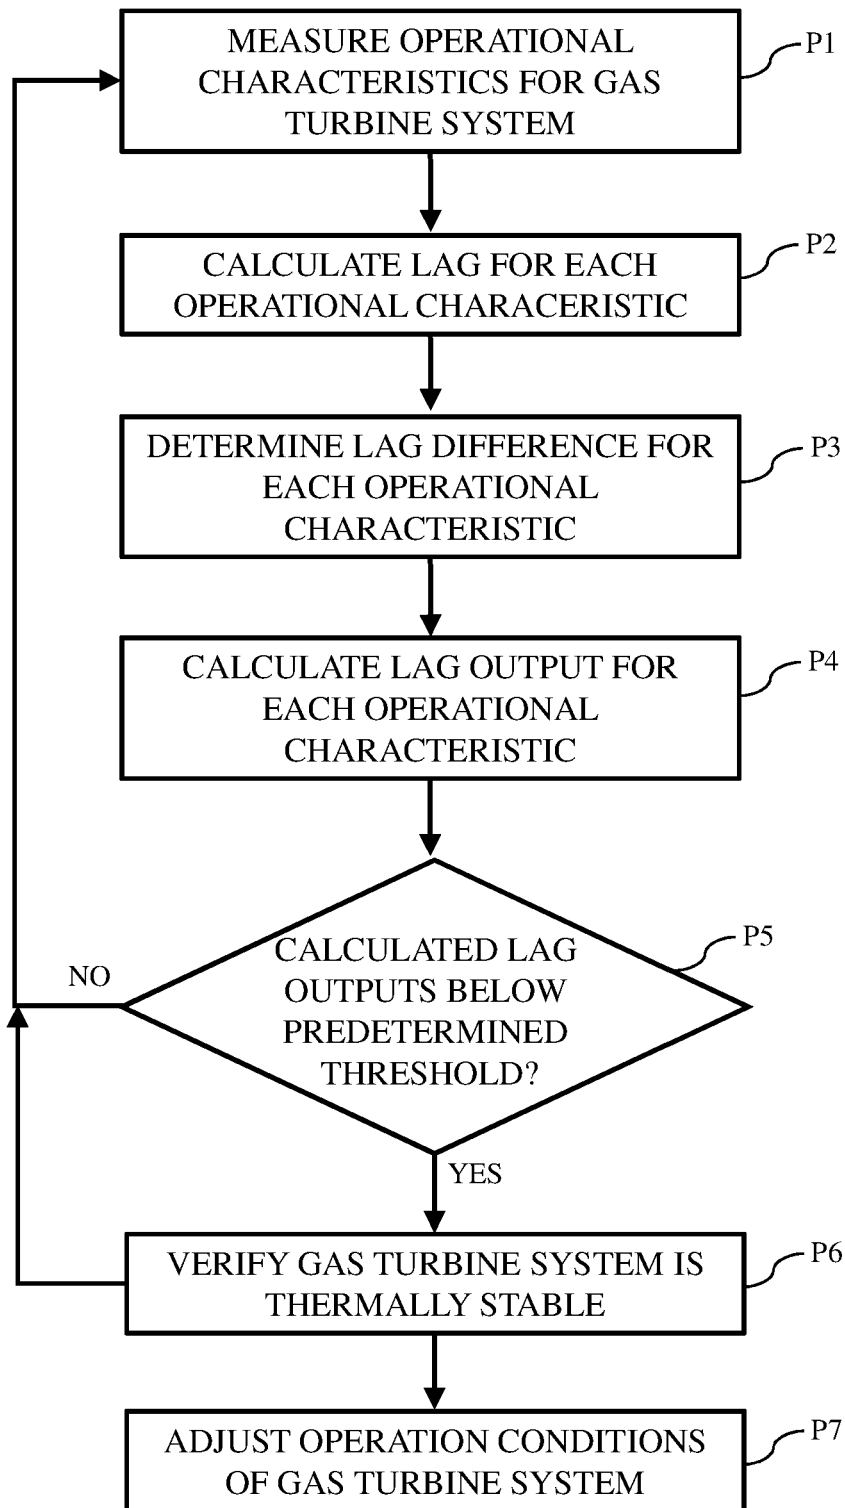 MEASURE OPERATIONAL
CHARACTERISTICS FOR GAS
TURBINE SYSTEM
P1
CALCULATE LAG FOR EACH
OPERATIONAL CHARACERISTIC
P2
DETERMINE LAG DIFFERENCE FOR
EACH OPERATIONAL
CHARACTERISTIC
P3
CALCULATE LAG OUTPUT FOR
EACH OPERATIONAL
CHARACTERISTIC
P4
CALCULATED LAG
OUTPUTS BELOW
PREDETERMINED
THRESHOLD?
P5
NO
YES
VERIFY GAS TURBINE SYSTEM IS
THERMALLY STABLE
P6
ADJUST OPERATION CONDITIONS
OF GAS TURBINE SYSTEM
P7